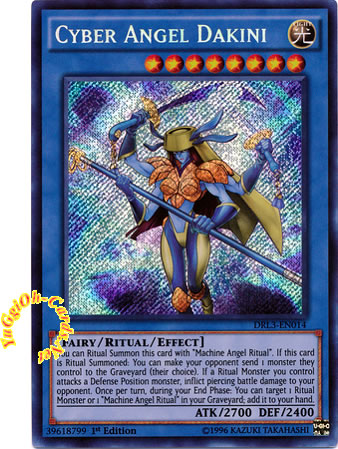 CYBER ANGEL DAKINI
LIGHT
光
DRL3-EN014
[FAIRY/RITUAL/EFFECT]
You can Ritual Summon this card with "Machine Angel Ritual". If this card
is Ritual Summoned: You can make your opponent send 1 monster
they control to the Graveyard (their choice). If a Ritual Monster you control
attacks a Defense Position monster, inflict piercing battle damage to your
opponent. Once per turn, during your End Phase: You can target 1 Ritual
Monster or 1 "Machine Angel Ritual" in your Graveyard; add it to your hand.
ATK/2700 DEF/2400
39618799 1st Edition ©1996 KAZUKI TAKAHASHI